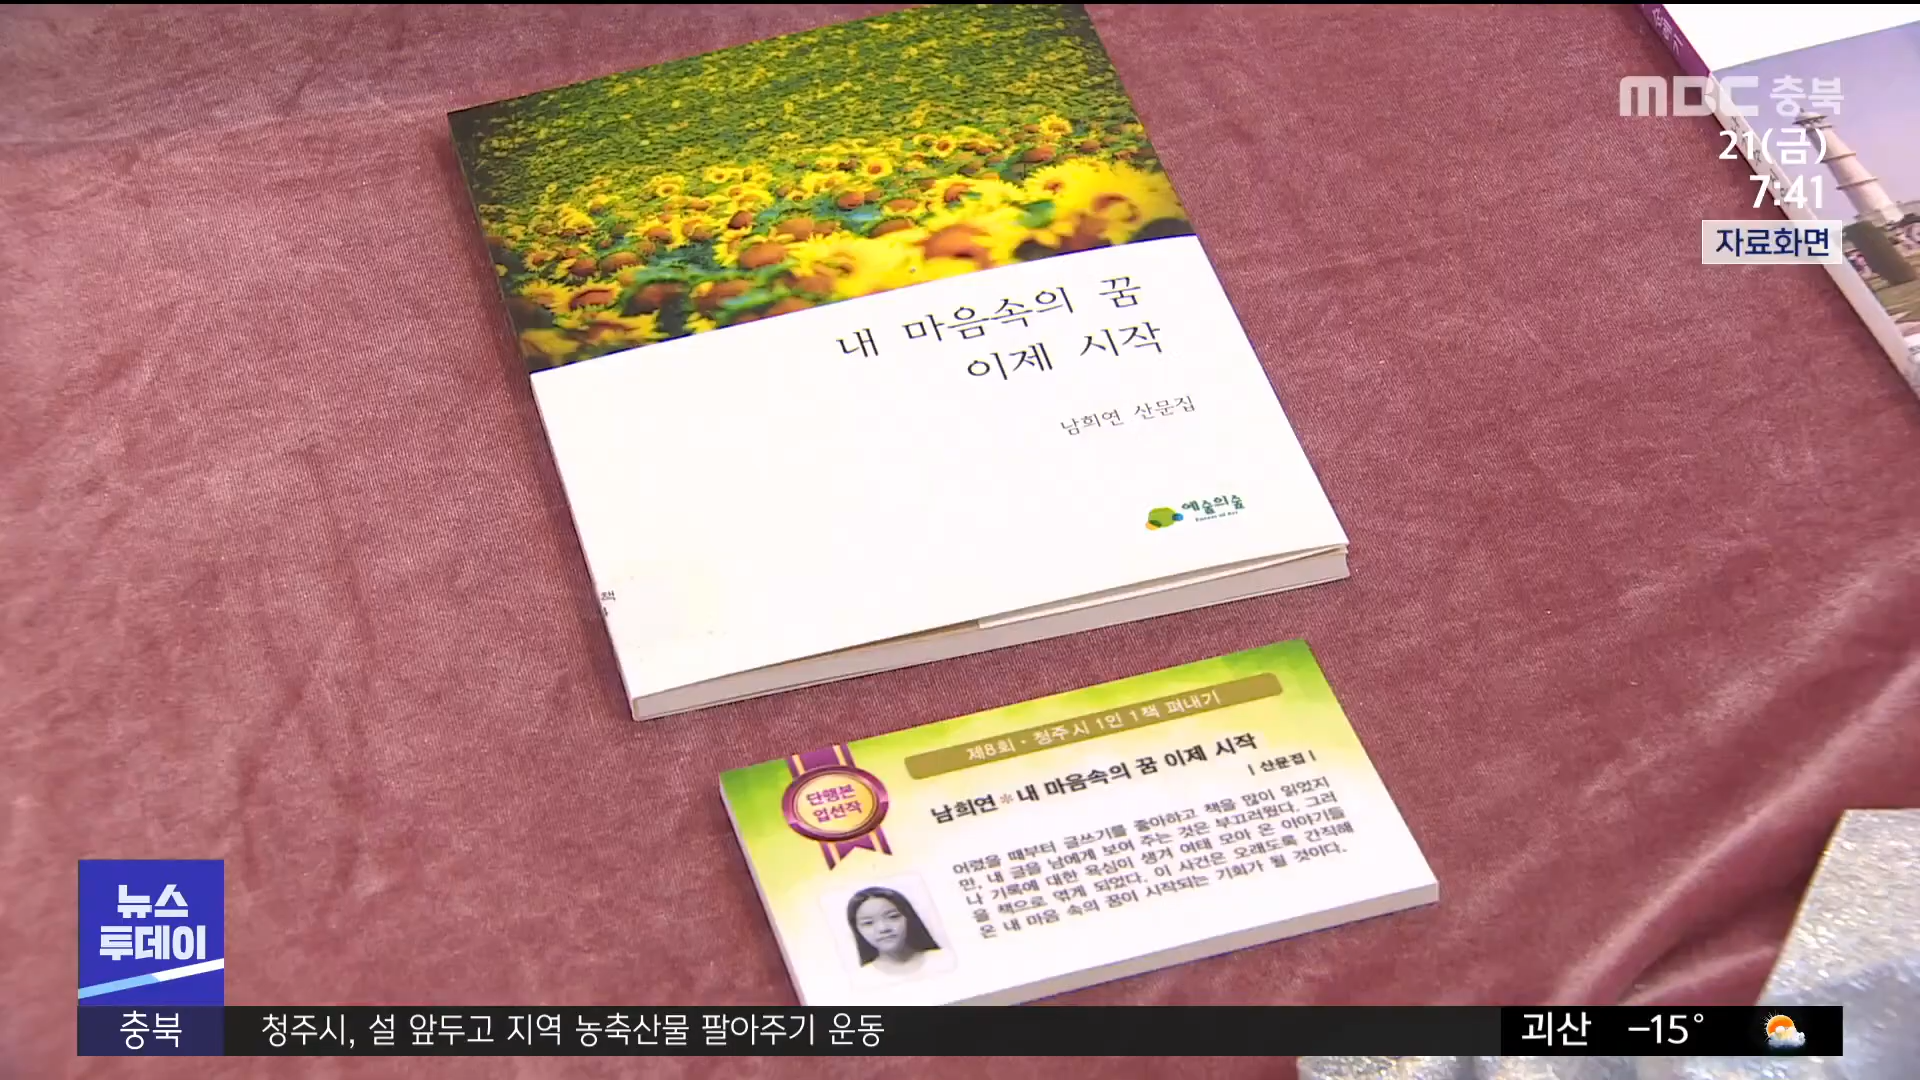 MBC 충북
21(금)
7:41
자료화면
내 마음속의 꿈
이제 시작
남희연 산문집
예술의숲
Forest of Art
책
제8회 · 청주시 1인 1책 펴내기
단행본
입선작
남희연 * 내 마음속의 꿈 이제 시작
| 산문집 |
어렸을 때부터 글쓰기를 좋아하고 책을 많이 읽었지
만, 내 글을 남에게 보여 주는 것은 부끄러웠다. 그러
나 기록에 대한 욕심이 생겨 여태 모아 온 이야기들
을 책으로 엮게 되었다. 이 사건은 오래도록 간직해
온 내 마음 속의 꿈이 시작되는 기회가 될 것이다.
뉴스
투데이
충북
청주시, 설 앞두고 지역 농축산물 팔아주기 운동
괴산 -15°